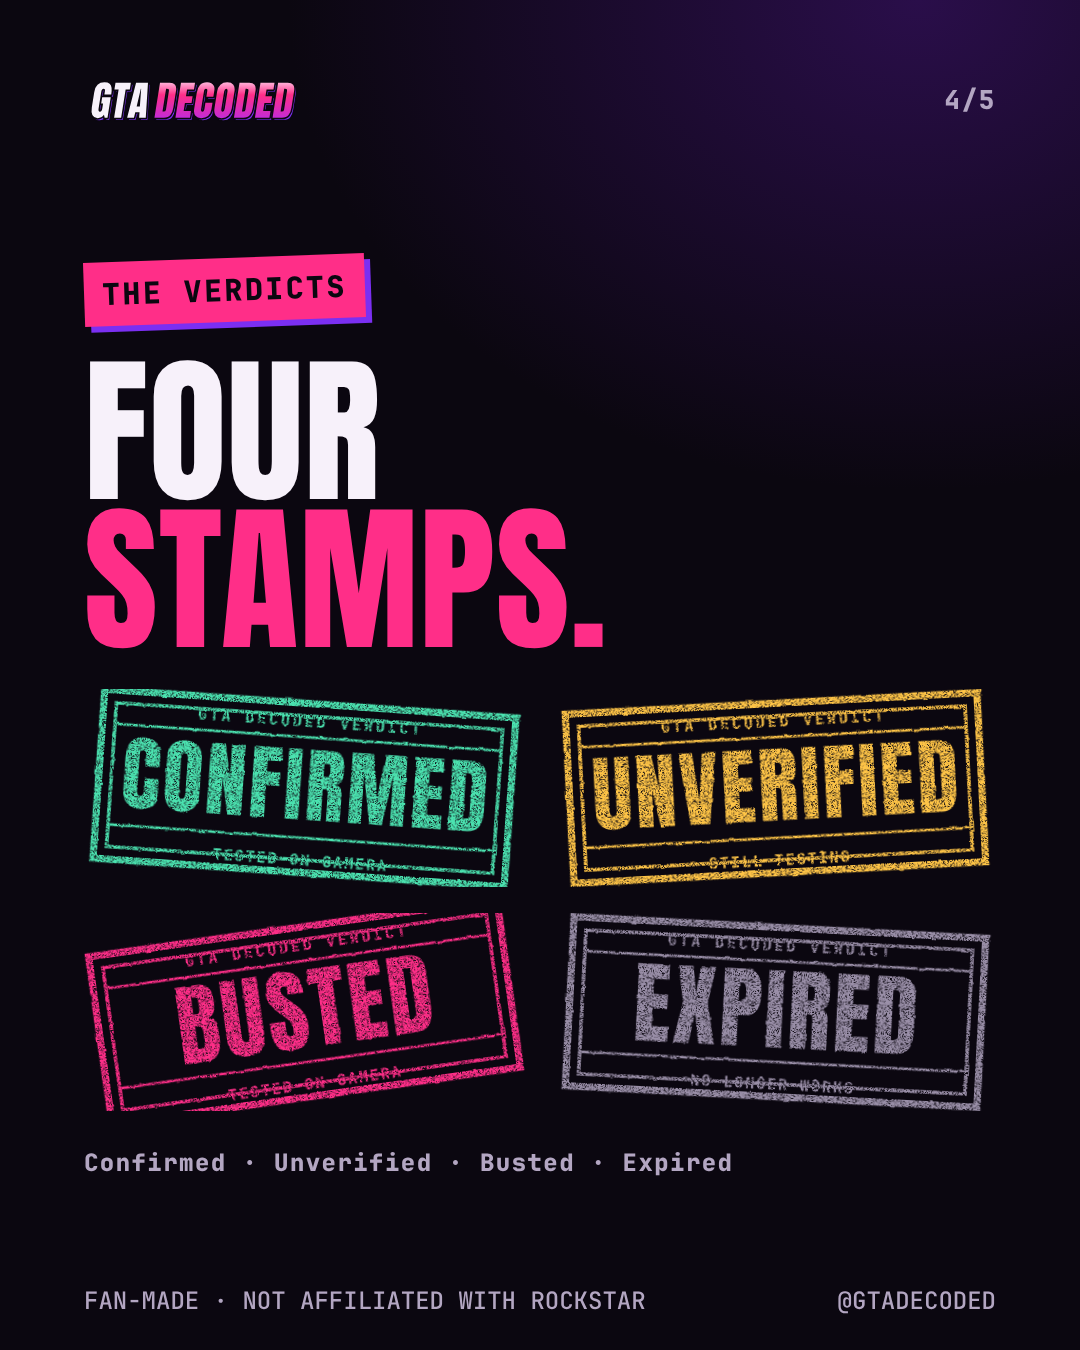 GTA DECODED
4/5
THE VERDICTS
FOUR
STAMPS.
GTA DECODED VERDICT
CONFIRMED
TESTED ON CAMERA
GTA DECODED VERDICT
UNVERIFIED
STILL TESTING
GTA DECODED VERDICT
BUSTED
TESTED ON CAMERA
GTA DECODED VERDICT
EXPIRED
NO LONGER WORKS
Confirmed · Unverified · Busted · Expired
FAN-MADE · NOT AFFILIATED WITH ROCKSTAR
@GTADECODED